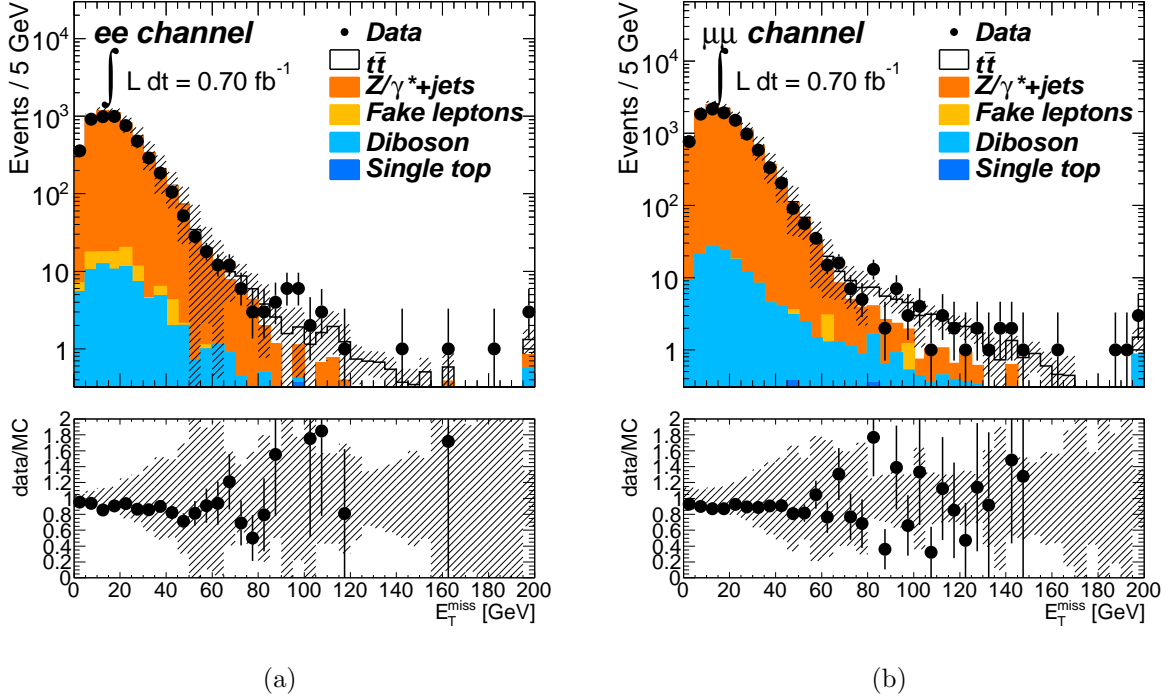 ee channel
∫ L dt = 0.70 fb⁻¹
Data
tt̄
Z/γ*+jets
Fake leptons
Diboson
Single top
Events / 5 GeV
10⁴
10³
10²
10
1
data/MC
2
1.8
1.6
1.4
1.2
1
0.8
0.6
0.4
0.2
0
0 20 40 60 80 100 120 140 160 180 200
E_T^miss [GeV]
(a)
μμ channel
∫ L dt = 0.70 fb⁻¹
Data
tt̄
Z/γ*+jets
Fake leptons
Diboson
Single top
Events / 5 GeV
10⁴
10³
10²
10
1
data/MC
2
1.8
1.6
1.4
1.2
1
0.8
0.6
0.4
0.2
0
0 20 40 60 80 100 120 140 160 180 200
E_T^miss [GeV]
(b)